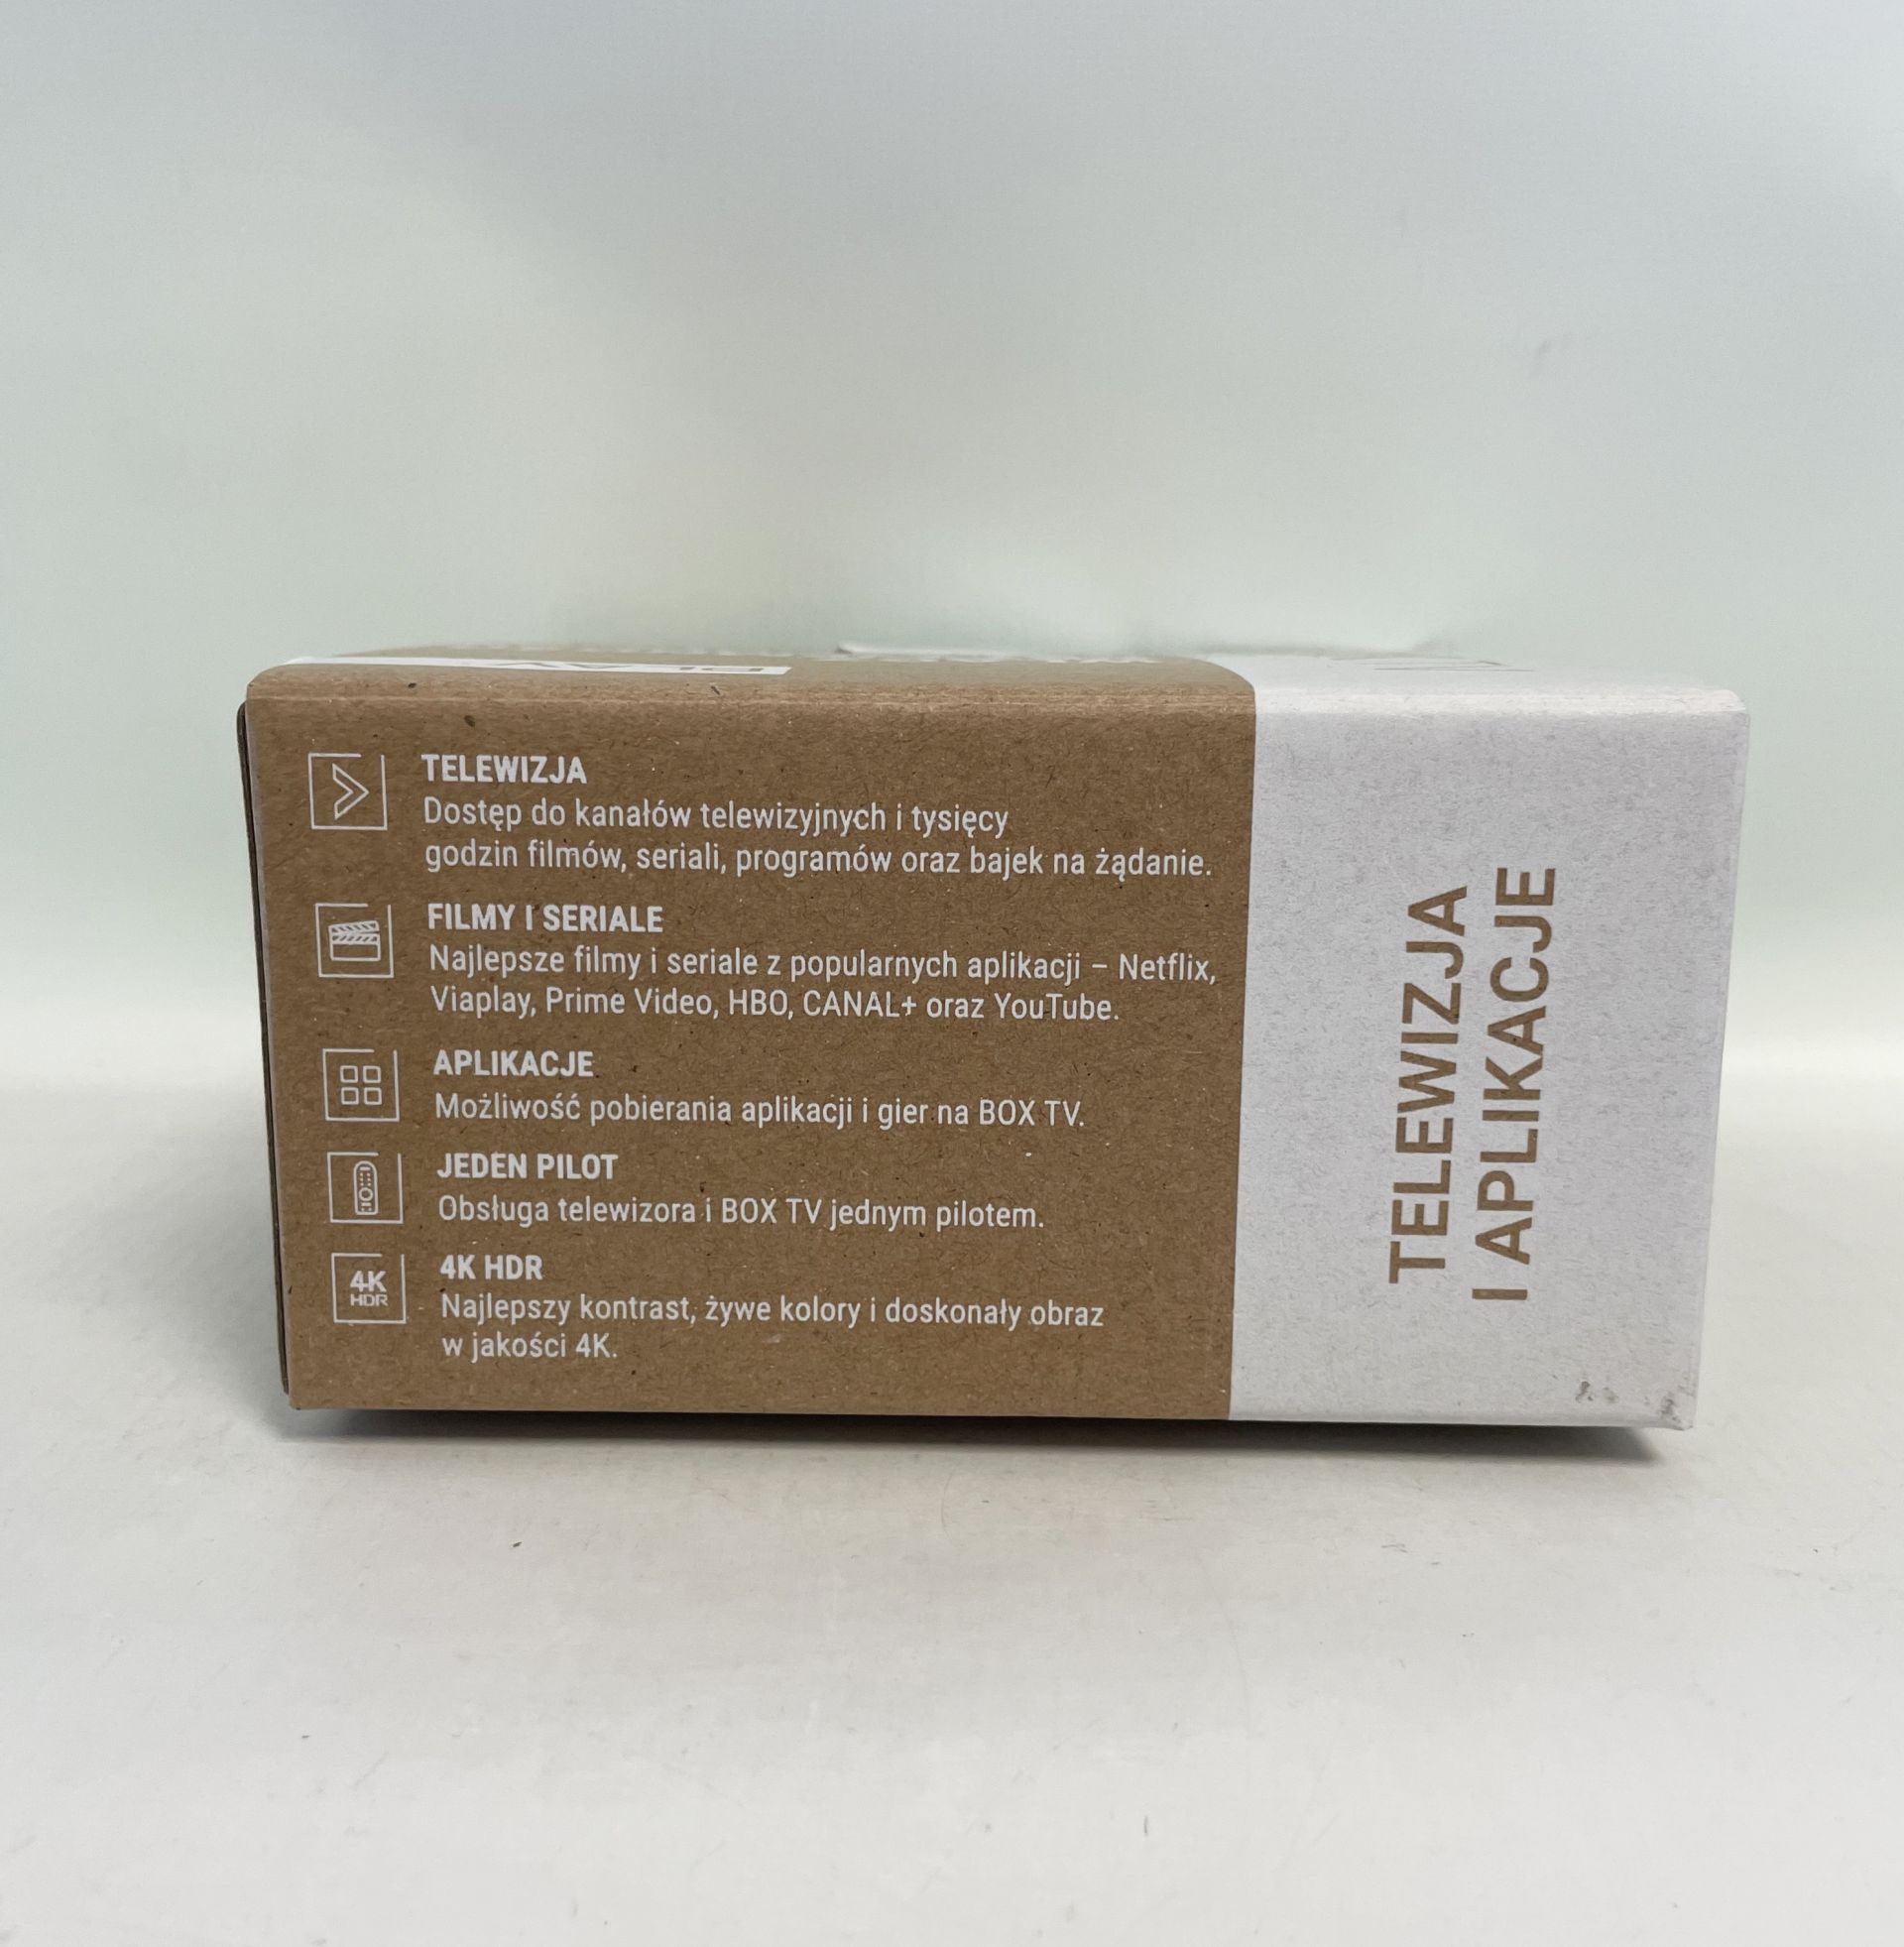 TELEWIZJA
Dostęp do kanałów telewizyjnych i tysięcy
godzin filmów, seriali, programów oraz bajek na żądanie.
FILMY I SERIALE
Najlepsze filmy i seriale z popularnych aplikacji – Netflix,
Viaplay, Prime Video, HBO, CANAL+ oraz YouTube.
APLIKACJE
Możliwość pobierania aplikacji i gier na BOX TV.
JEDEN PILOT
Obsługa telewizora i BOX TV jednym pilotem.
4K
HDR
4K HDR
Najlepszy kontrast, żywe kolory i doskonały obraz
w jakości 4K.
TELEWIZJA
I APLIKACJE